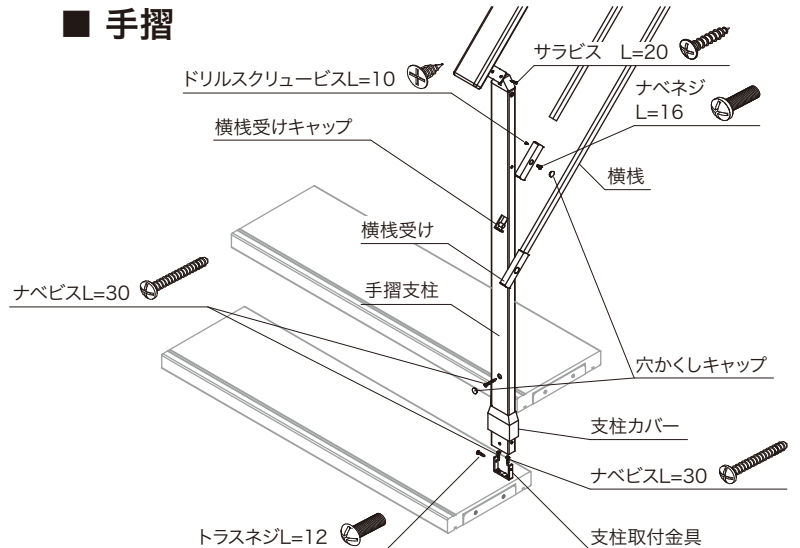 ■ 手摺
サラビス L=20
ドリルスクリュービスL=10
ナベネジ
L=16
横桟受けキャップ
横桟
横桟受け
ナベビスL=30
手摺支柱
穴かくしキャップ
支柱カバー
ナベビスL=30
トラスネジL=12
支柱取付金具